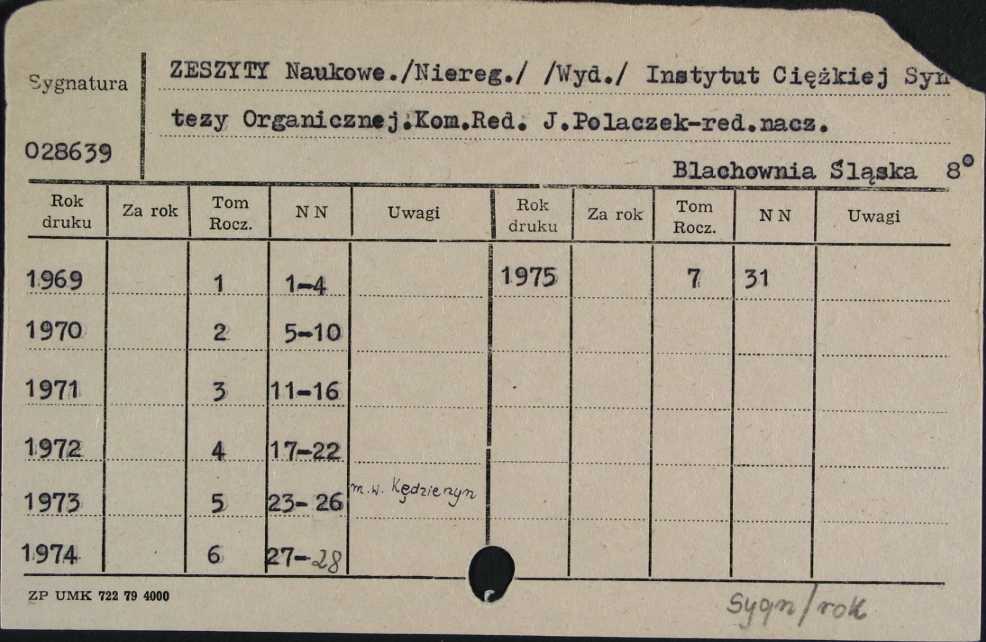 Sygnatura ZESZYTY Naukowe./Niereg./ /Wyd./ Instytut Ciężkiej Syn
tezy Organicznej.Kom.Red. J.Polaczek-red.nacz.
028639
Blachownia Śląska 8°
Rok druku Za rok Tom Rocz. N N Uwagi Rok druku Za rok Tom Rocz. N N Uwagi
1969 1 1-4 1975 7 31
1970 2 5-10
1971 3 11-16
1972 4 17-22
1973 5 23-26 m.w. Kędzierzyn
1974 6 27-28
ZP UMK 722 79 4000
Sygn/rok